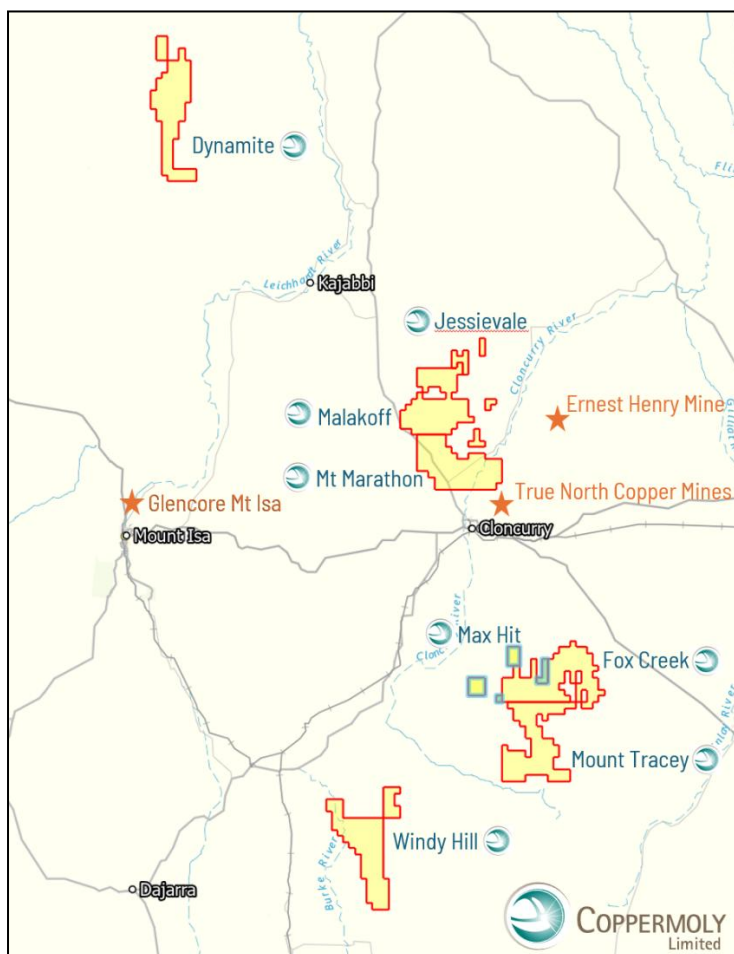 Dynamite
Leichhardt River
Kajabbi
Jessievale
Cloncurry River
Ernest Henry Mine
Malakoff
Mt Marathon
True North Copper Mines
Glencore Mt Isa
Mount Isa
Cloncurry
Max Hit
Fox Creek
Mount Tracey
Windy Hill
Burke River
Dajarra
COPPERMOLY
Limited